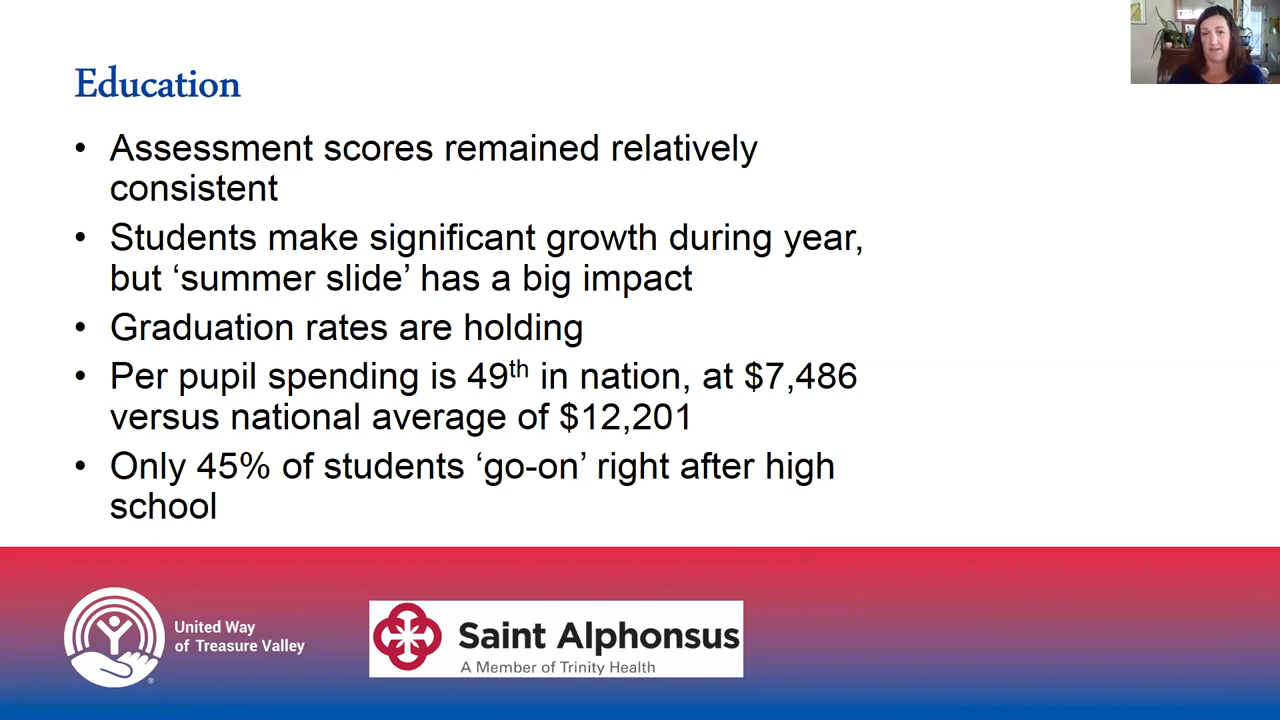 Education
• Assessment scores remained relatively
consistent
• Students make significant growth during year,
but ‘summer slide’ has a big impact
• Graduation rates are holding
• Per pupil spending is 49th in nation, at $7,486
versus national average of $12,201
• Only 45% of students ‘go-on’ right after high
school
United Way
of Treasure Valley
Saint Alphonsus
A Member of Trinity Health